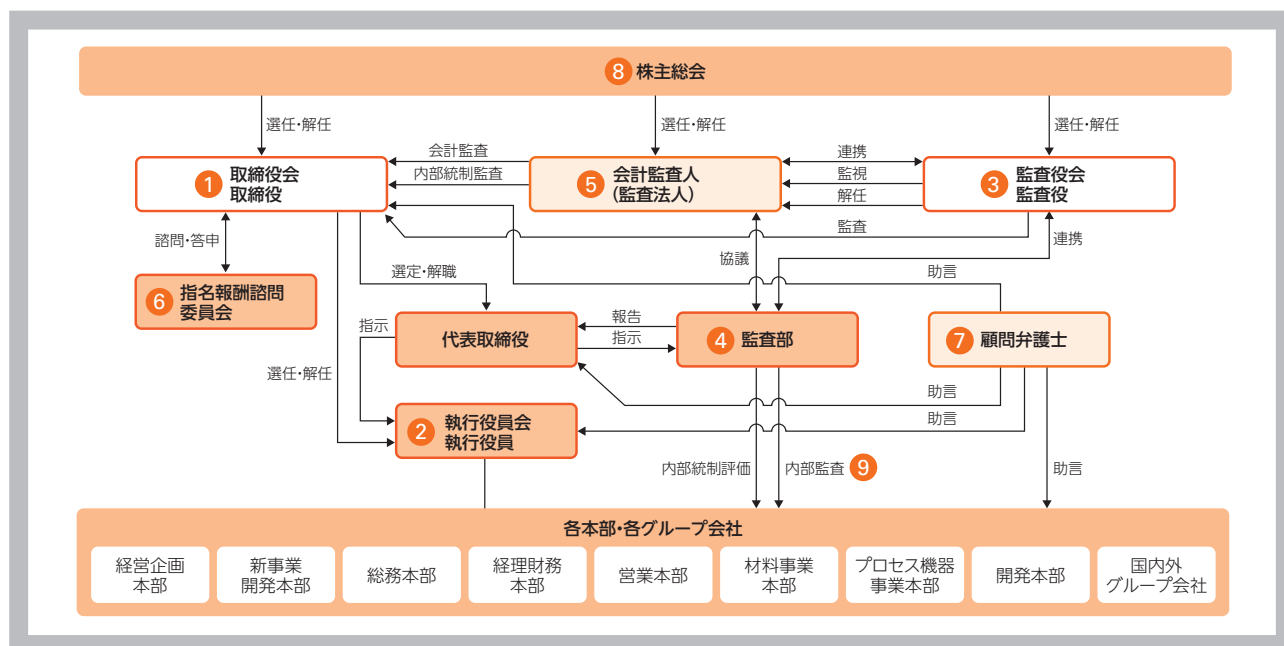 8 株主総会
選任・解任
選任・解任
選任・解任
1 取締役会
取締役
会計監査
内部統制監査
5 会計監査人
(監査法人)
連携
監視
解任
3 監査役会
監査役
監査
諮問・答申
協議
連携
選定・解職
助言
6 指名報酬諮問
委員会
指示
代表取締役
報告
指示
4 監査部
7 顧問弁護士
選任・解任
助言
2 執行役員会
執行役員
助言
内部統制評価
内部監査 9
助言
各本部・各グループ会社
経営企画
本部
新事業
開発本部
総務本部
経理財務
本部
営業本部
材料事業
本部
プロセス機器
事業本部
開発本部
国内外
グループ会社